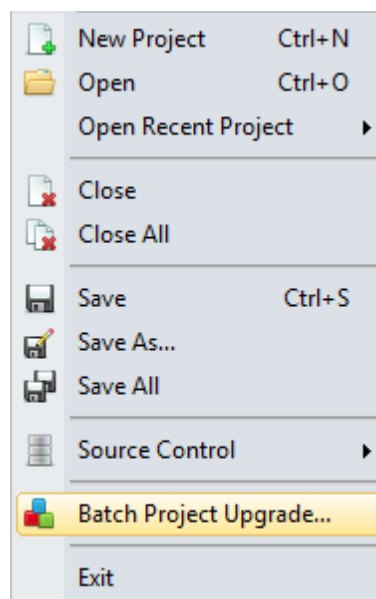 New Project Ctrl+N
Open Ctrl+O
Open Recent Project
Close
Close All
Save Ctrl+S
Save As...
Save All
Source Control
Batch Project Upgrade...
Exit